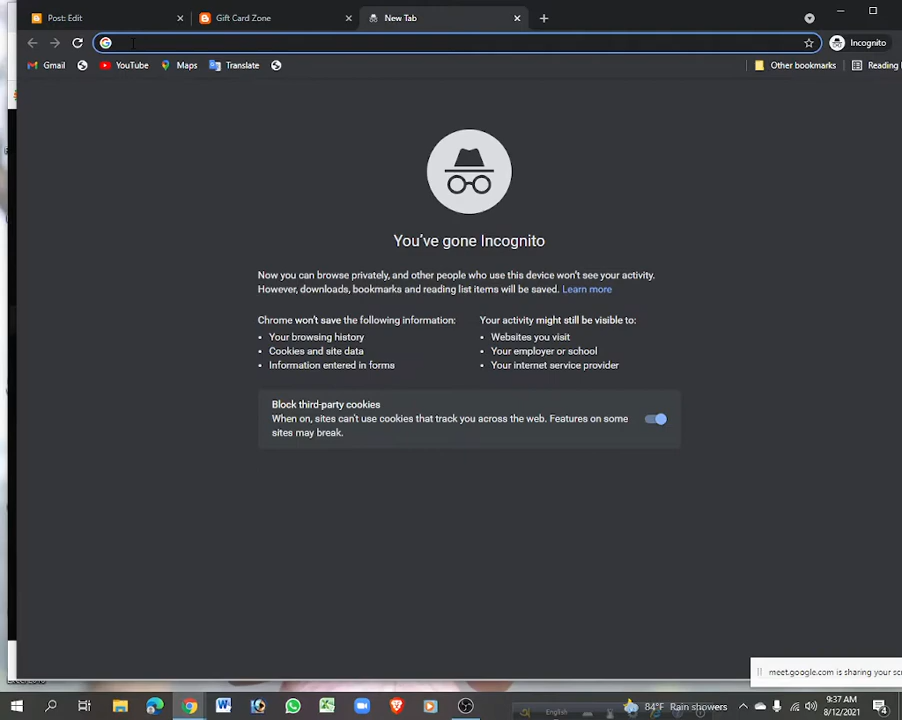 Post: Edit
Gift Card Zone
New Tab
Incognito
Gmail
YouTube
Maps
Translate
Other bookmarks
Reading
You've gone Incognito
Now you can browse privately, and other people who use this device won't see your activity.
However, downloads, bookmarks and reading list items will be saved. Learn more
Chrome won't save the following information:
• Your browsing history
• Cookies and site data
• Information entered in forms
Your activity might still be visible to:
• Websites you visit
• Your employer or school
• Your internet service provider
Block third-party cookies
When on, sites can't use cookies that track you across the web. Features on some
sites may break.
meet.google.com is sharing your scr
English
84°F Rain showers
9:37 AM
8/12/2021
4